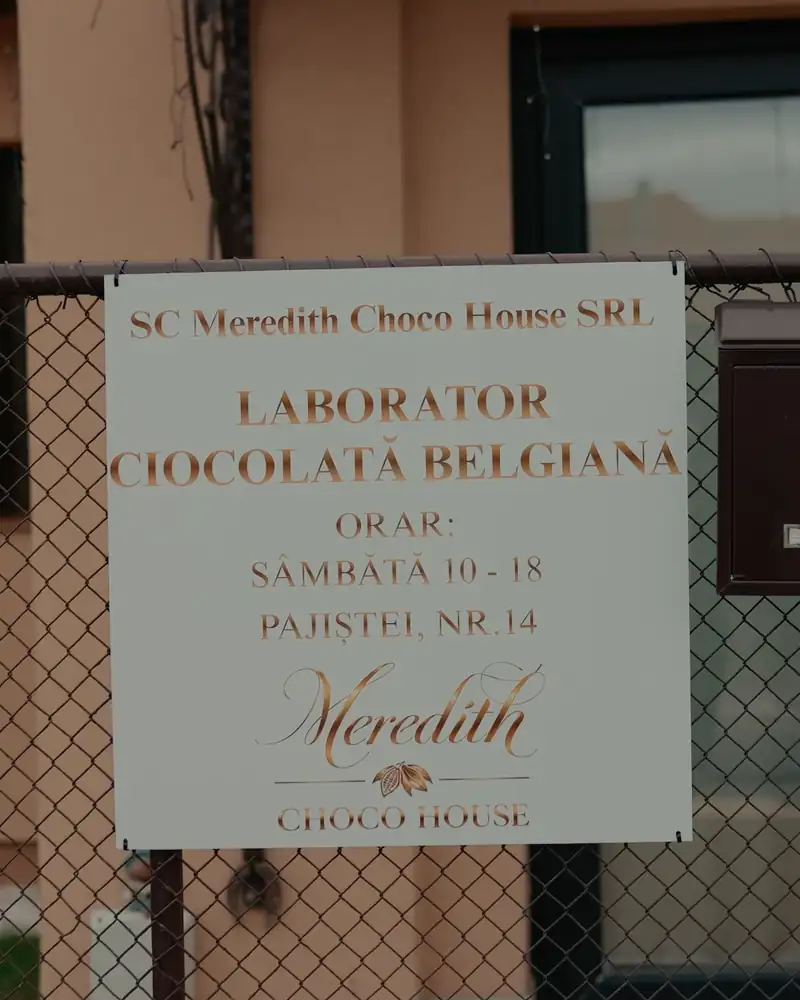 SC Meredith Choco House SRL
LABORATOR
CIOCOLATĂ BELGIANĂ
ORAR:
SÂMBĂTĂ 10 - 18
PAJIȘTEI, NR.14
Meredith
CHOCO HOUSE